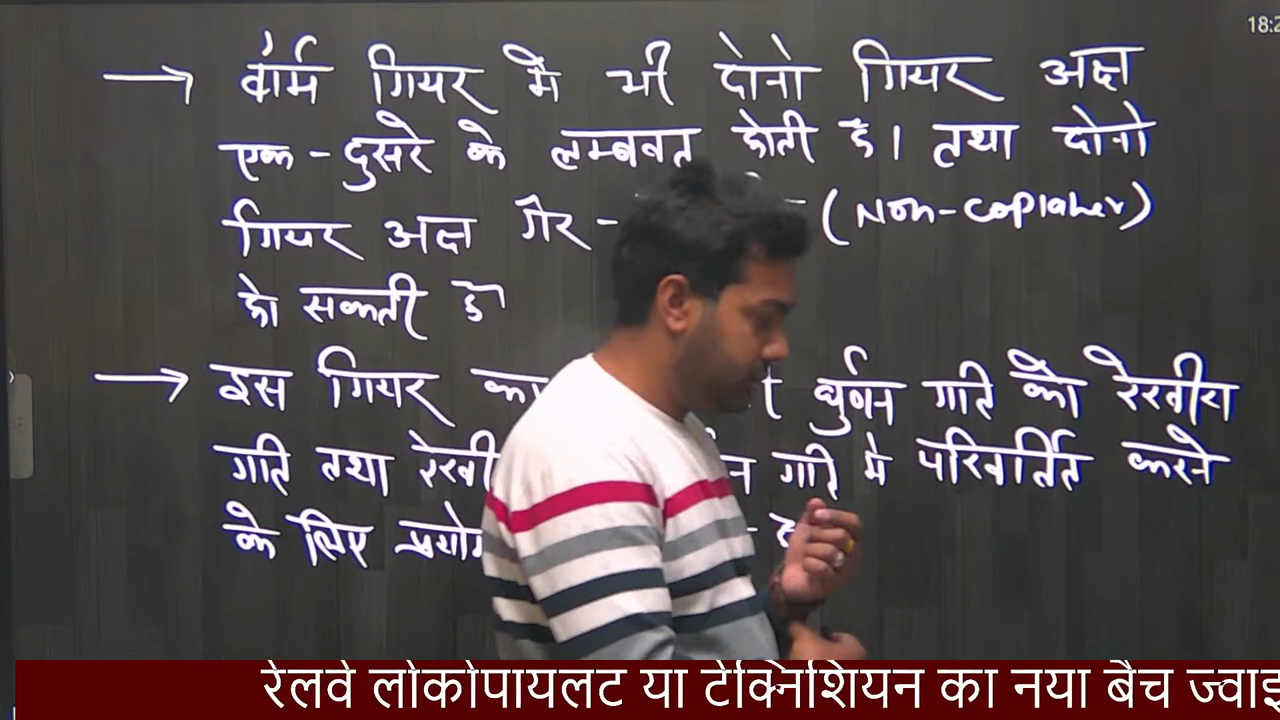 18:2
→ वोर्म गियर मे भी दोनो गियर अक्ष
एक-दुसरे के लम्बवत होती है। तथा दोनो
गियर अक्ष गैर- (Non-coplaner)
हो सकती है
→ इस गियर का घुर्णन गति को रेखीय
गति तथा रेखी न गति मे परिवर्तित करने
के लिए प्रयोग
रेलवे लोकोपायलट या टेक्निशियन का नया बैच ज्वाइ